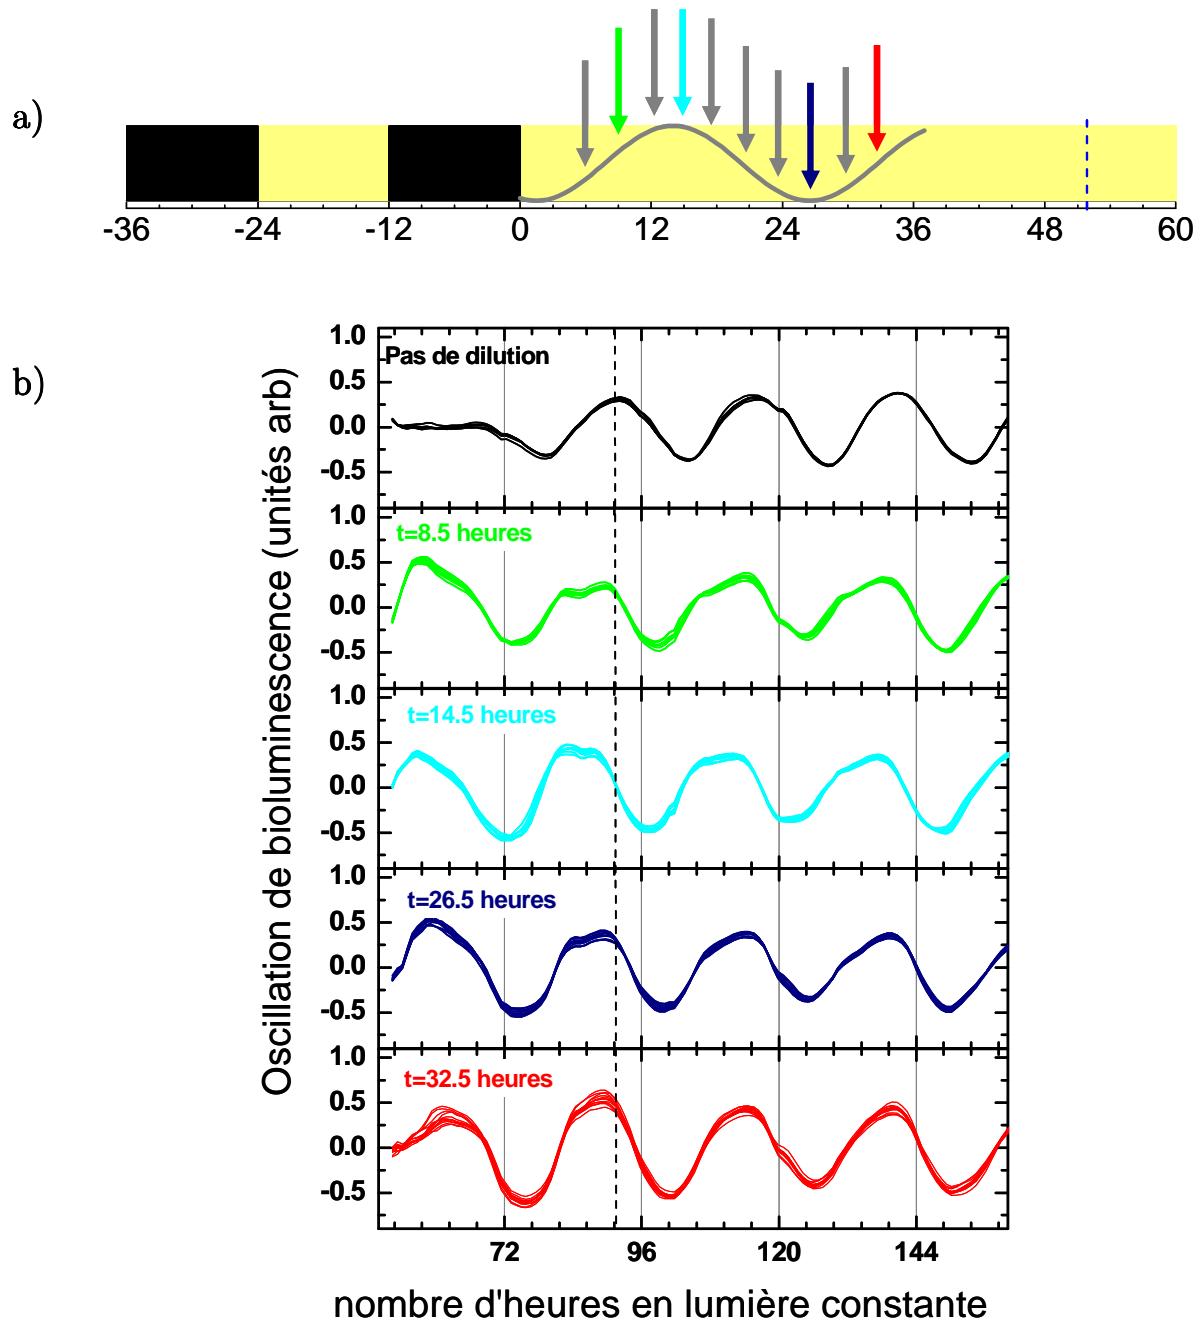 a)
-36 -24 -12 0 12 24 36 48 60
b)
Oscillation de bioluminescence (unités arb)
1.0
0.5
0.0
-0.5
Pas de dilution
1.0
0.5
0.0
-0.5
t=8.5 heures
1.0
0.5
0.0
-0.5
t=14.5 heures
1.0
0.5
0.0
-0.5
t=26.5 heures
1.0
0.5
0.0
-0.5
t=32.5 heures
72 96 120 144
nombre d'heures en lumière constante